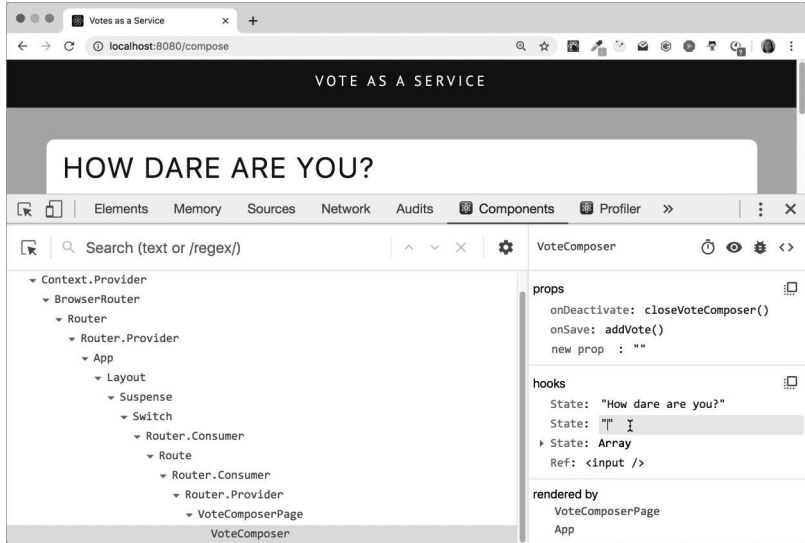 Votes as a Service × +
localhost:8080/compose
VOTE AS A SERVICE
HOW DARE ARE YOU?
Elements Memory Sources Network Audits Components Profiler »
Search (text or /regex/)
VoteComposer
Context.Provider
BrowserRouter
Router
Router.Provider
App
Layout
Suspense
Switch
Router.Consumer
Route
Router.Consumer
Router.Provider
VoteComposerPage
VoteComposer
props
onDeactivate: closeVoteComposer()
onSave: addVote()
new prop : ""
hooks
State: "How dare are you?"
State: ""
State: Array
Ref: <input />
rendered by
VoteComposerPage
App